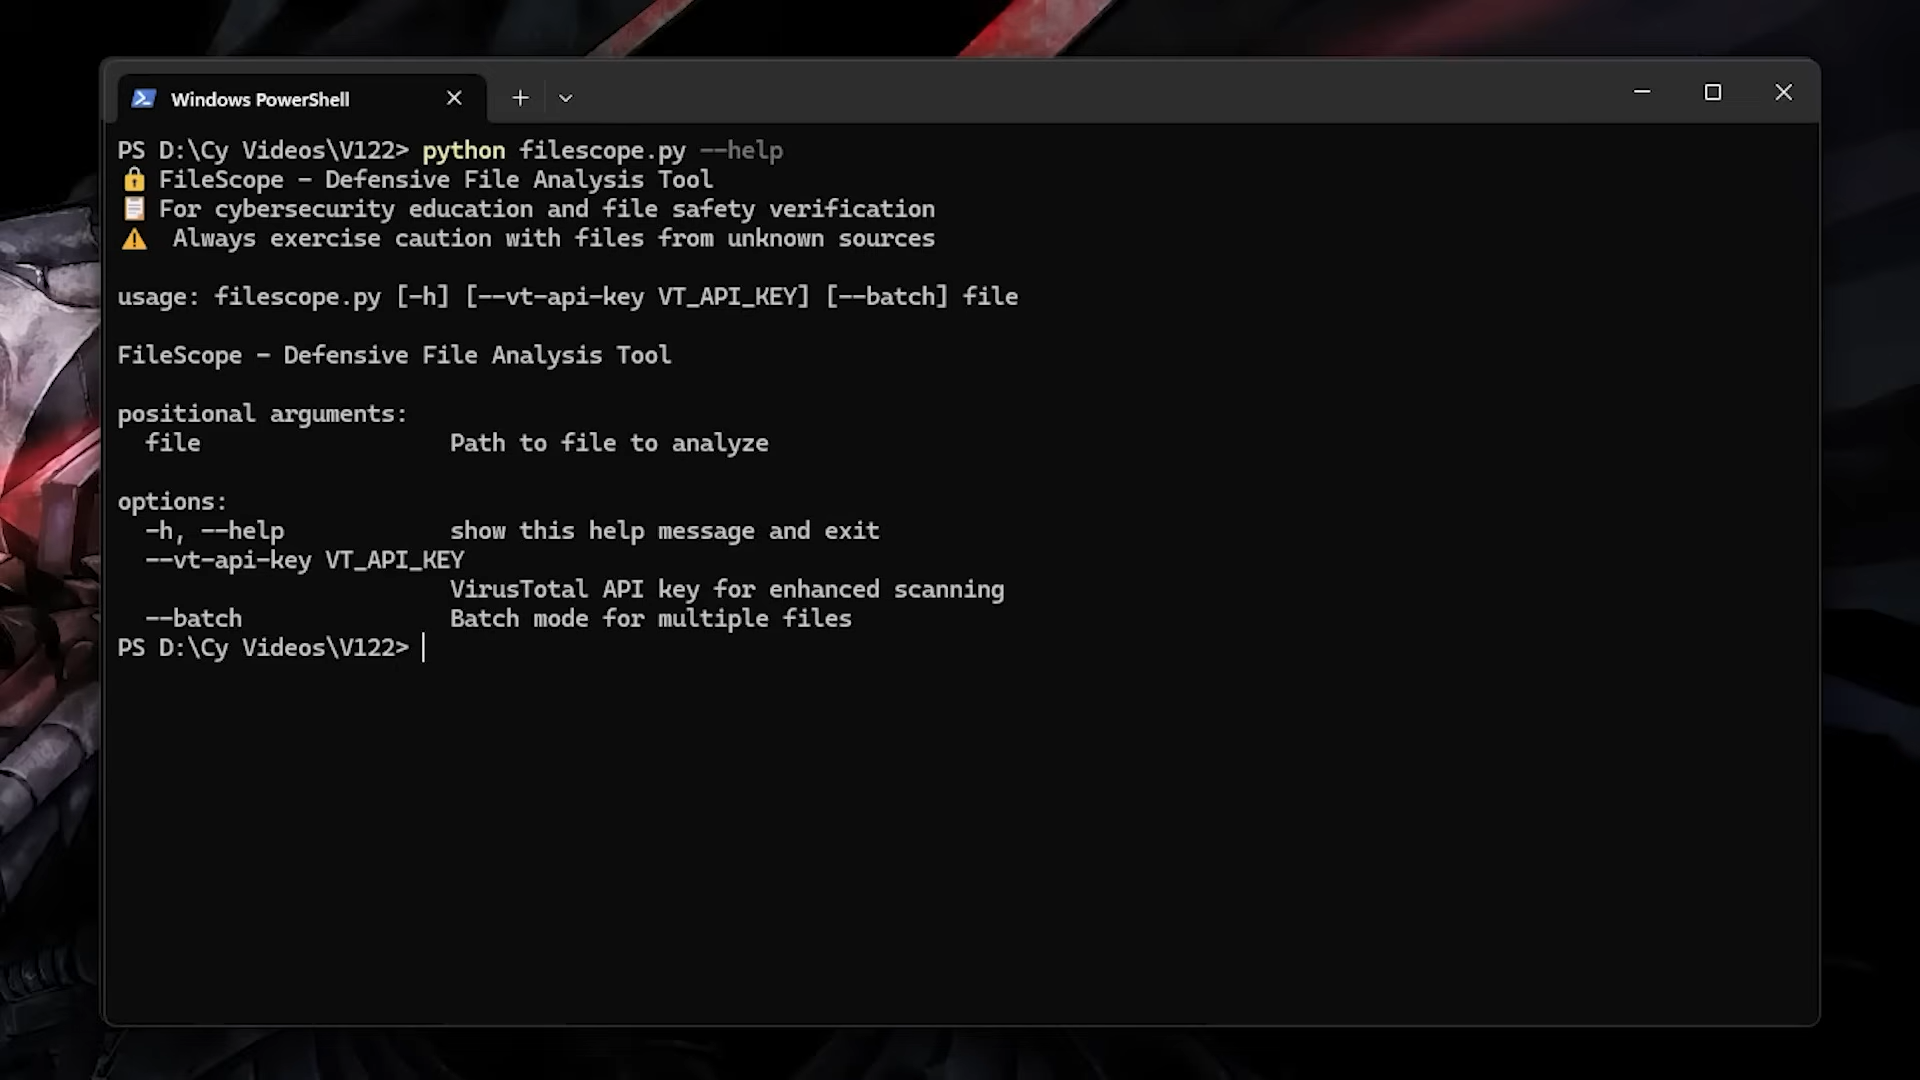 Windows PowerShell
PS D:\Cy Videos\V122> python filescope.py --help
🔒 FileScope - Defensive File Analysis Tool
📋 For cybersecurity education and file safety verification
⚠️  Always exercise caution with files from unknown sources
usage: filescope.py [-h] [--vt-api-key VT_API_KEY] [--batch] file
FileScope - Defensive File Analysis Tool
positional arguments:
  file                  Path to file to analyze
options:
  -h, --help            show this help message and exit
  --vt-api-key VT_API_KEY
                        VirusTotal API key for enhanced scanning
  --batch               Batch mode for multiple files
PS D:\Cy Videos\V122>